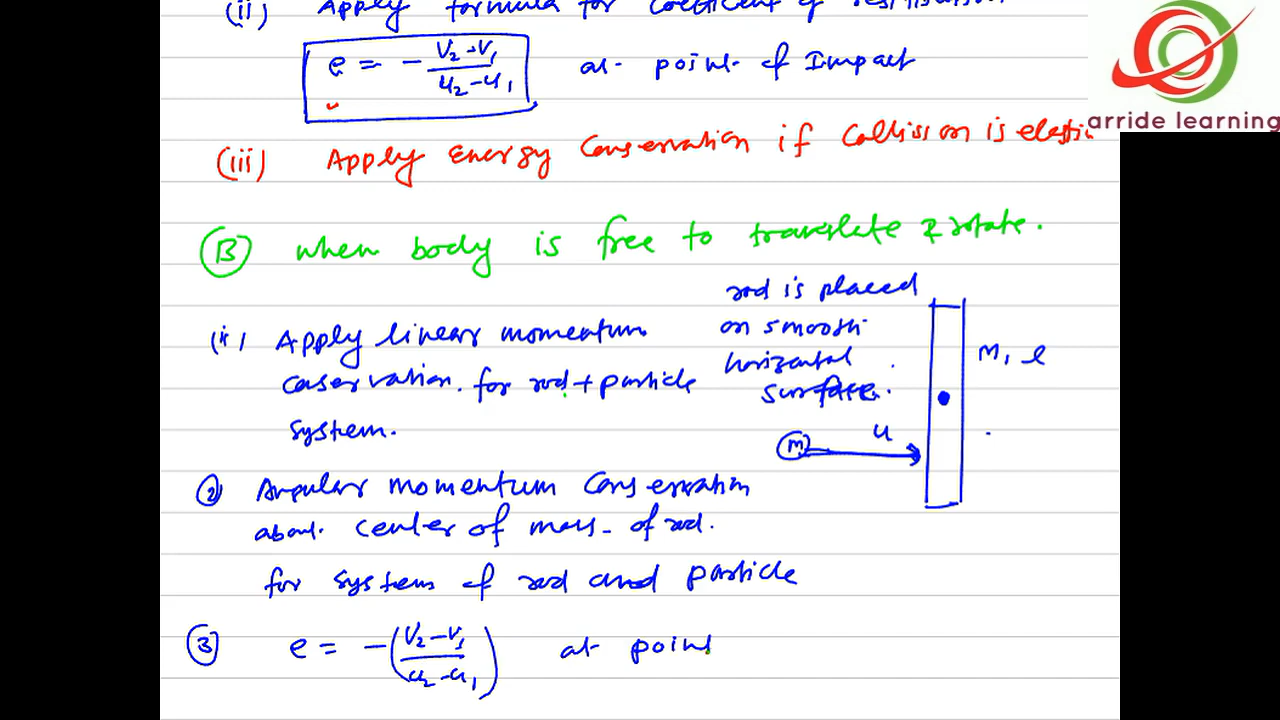 (ii) Apply formula for coefficient of restitution
e = - V₂-V₁ / u₂-u₁ at point of Impact
arride learning
(iii) Apply Energy Conservation if Collission is elastic
(B) when body is free to translate & rotate.
(i) Apply linear momentum
caservation. for rod + particle
system.
rod is placed
on smooth
horizontal
surface.
M, l
m u
(2) Angular momentum Conservation
about center of mass of rod.
for system of rod and particle
(3) e = -(V₂-V₁ / u₂-u₁) at point